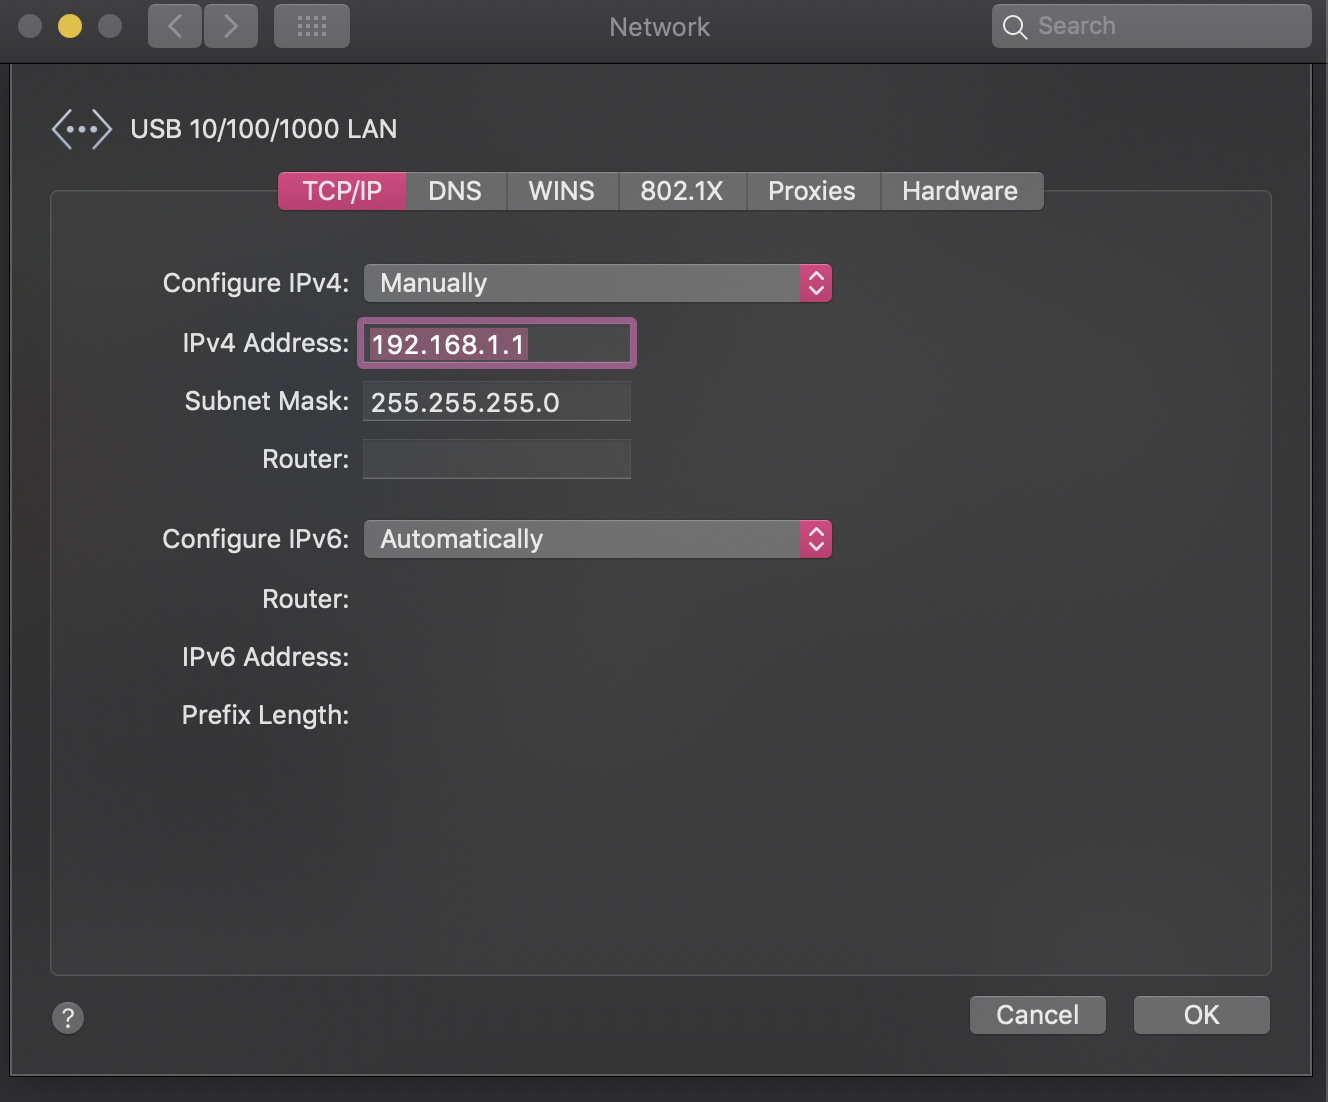 Network
Search
USB 10/100/1000 LAN
TCP/IP DNS WINS 802.1X Proxies Hardware
Configure IPv4: Manually
IPv4 Address: 192.168.1.1
Subnet Mask: 255.255.255.0
Router:
Configure IPv6: Automatically
Router:
IPv6 Address:
Prefix Length:
? Cancel OK